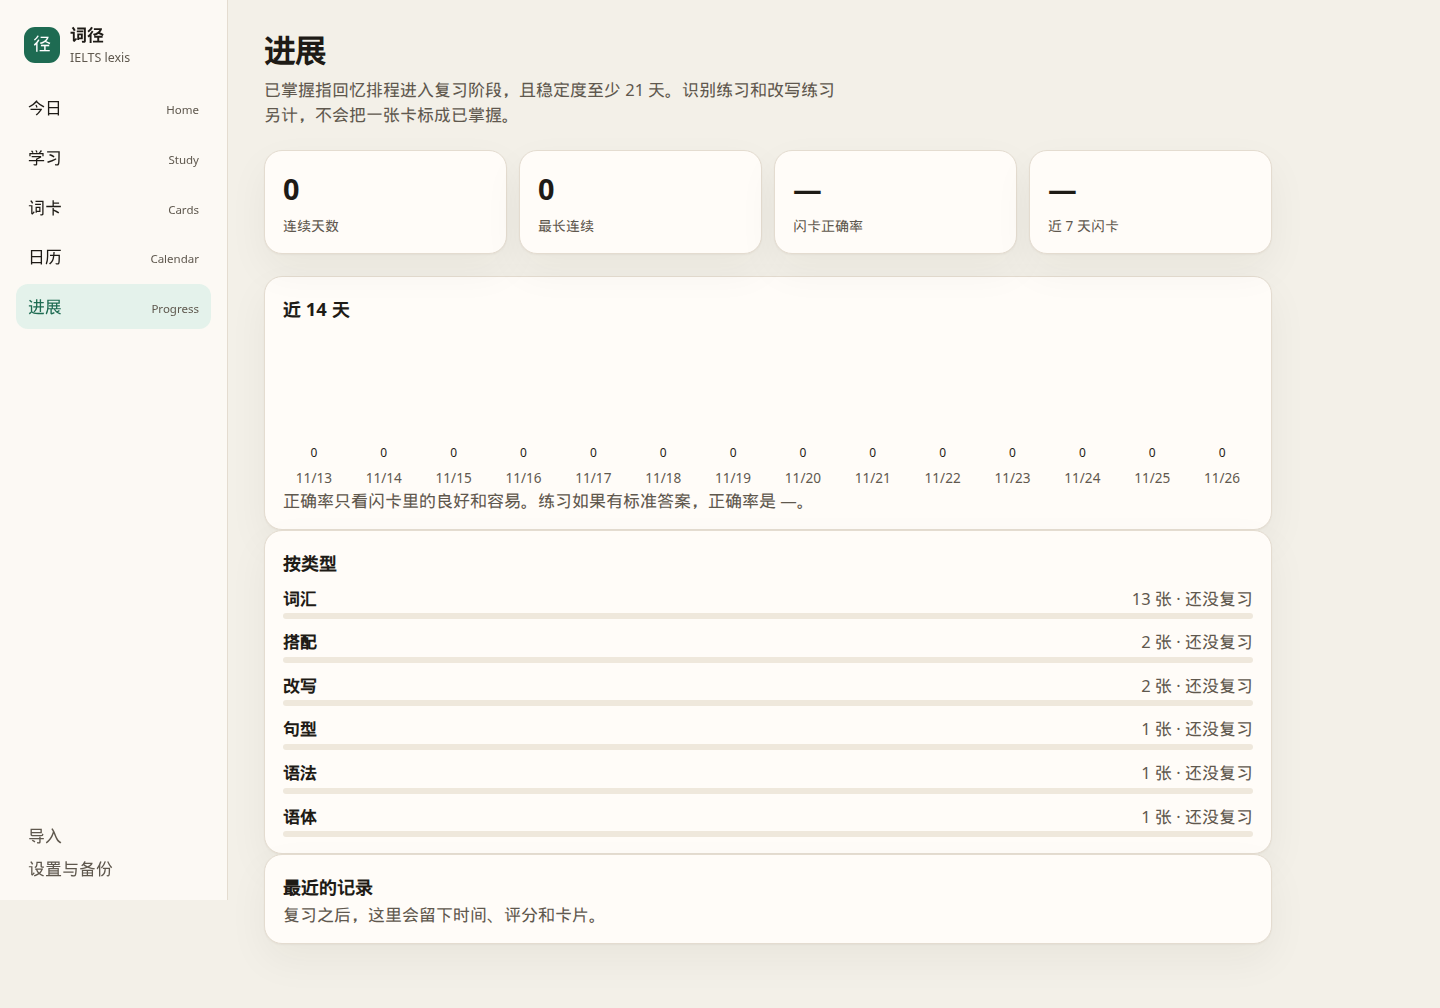 径
词径
IELTS lexis
今日 Home
学习 Study
词卡 Cards
日历 Calendar
进展 Progress
导入
设置与备份
进展
已掌握指回忆排程进入复习阶段，且稳定度至少 21 天。识别练习和改写练习
另计，不会把一张卡标成已掌握。
0
连续天数
0
最长连续
—
闪卡正确率
—
近 7 天闪卡
近 14 天
0 0 0 0 0 0 0 0 0 0 0 0 0 0
11/13 11/14 11/15 11/16 11/17 11/18 11/19 11/20 11/21 11/22 11/23 11/24 11/25 11/26
正确率只看闪卡里的良好和容易。练习如果有标准答案，正确率是 —。
按类型
词汇 13 张 · 还没复习
搭配 2 张 · 还没复习
改写 2 张 · 还没复习
句型 1 张 · 还没复习
语法 1 张 · 还没复习
语体 1 张 · 还没复习
最近的记录
复习之后，这里会留下时间、评分和卡片。